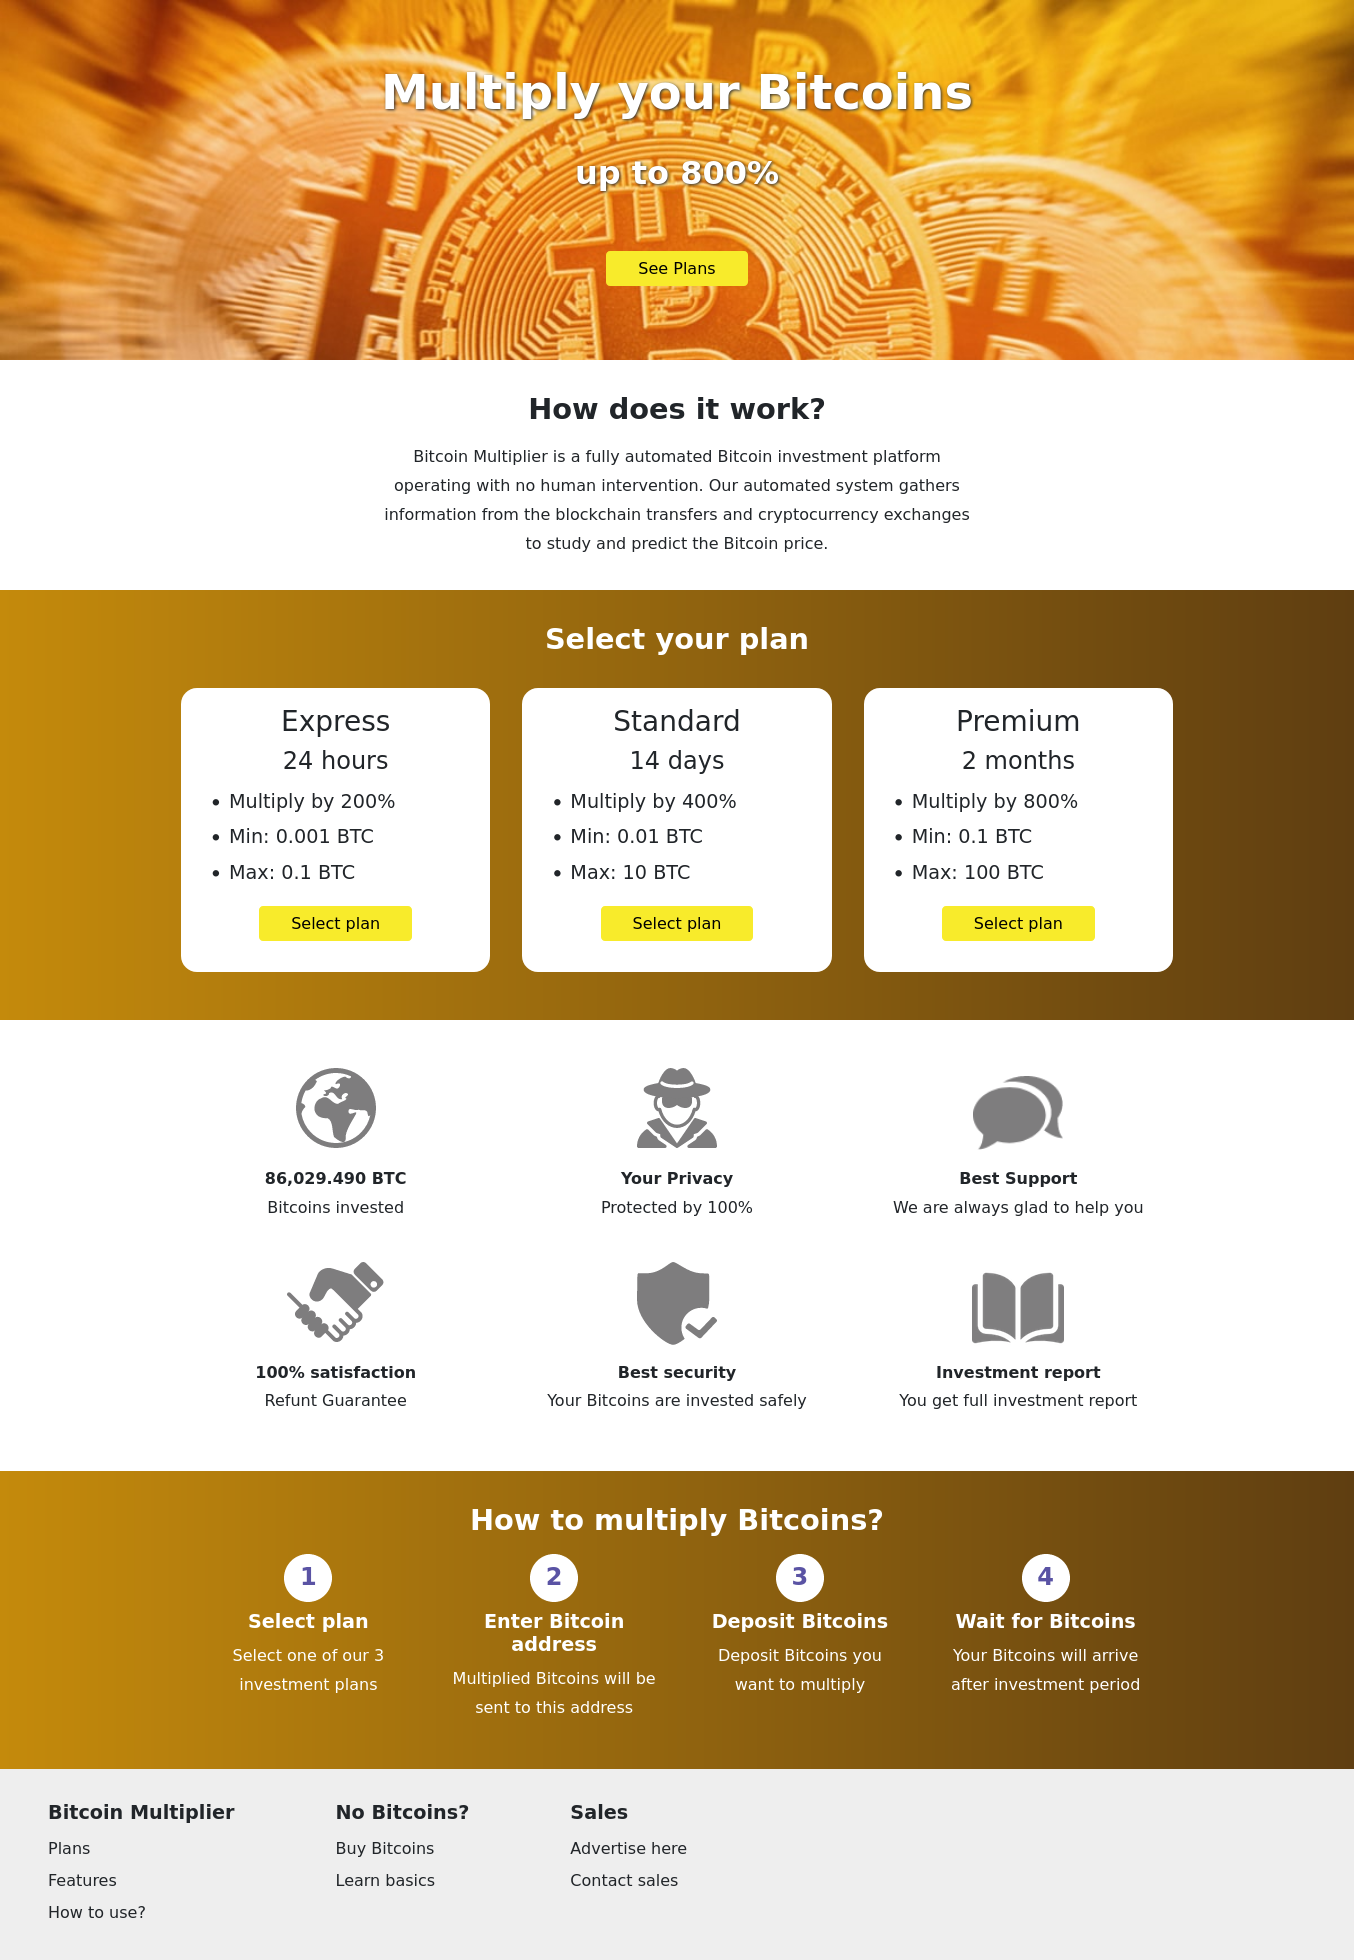 Multiply your Bitcoins
up to 800%
See Plans
How does it work?
Bitcoin Multiplier is a fully automated Bitcoin investment platform
operating with no human intervention. Our automated system gathers
information from the blockchain transfers and cryptocurrency exchanges
to study and predict the Bitcoin price.
Select your plan
Express
24 hours
• Multiply by 200%
• Min: 0.001 BTC
• Max: 0.1 BTC
Select plan
Standard
14 days
• Multiply by 400%
• Min: 0.01 BTC
• Max: 10 BTC
Select plan
Premium
2 months
• Multiply by 800%
• Min: 0.1 BTC
• Max: 100 BTC
Select plan
86,029.490 BTC
Bitcoins invested
Your Privacy
Protected by 100%
Best Support
We are always glad to help you
100% satisfaction
Refunt Guarantee
Best security
Your Bitcoins are invested safely
Investment report
You get full investment report
How to multiply Bitcoins?
1
Select plan
Select one of our 3
investment plans
2
Enter Bitcoin
address
Multiplied Bitcoins will be
sent to this address
3
Deposit Bitcoins
Deposit Bitcoins you
want to multiply
4
Wait for Bitcoins
Your Bitcoins will arrive
after investment period
Bitcoin Multiplier
Plans
Features
How to use?
No Bitcoins?
Buy Bitcoins
Learn basics
Sales
Advertise here
Contact sales